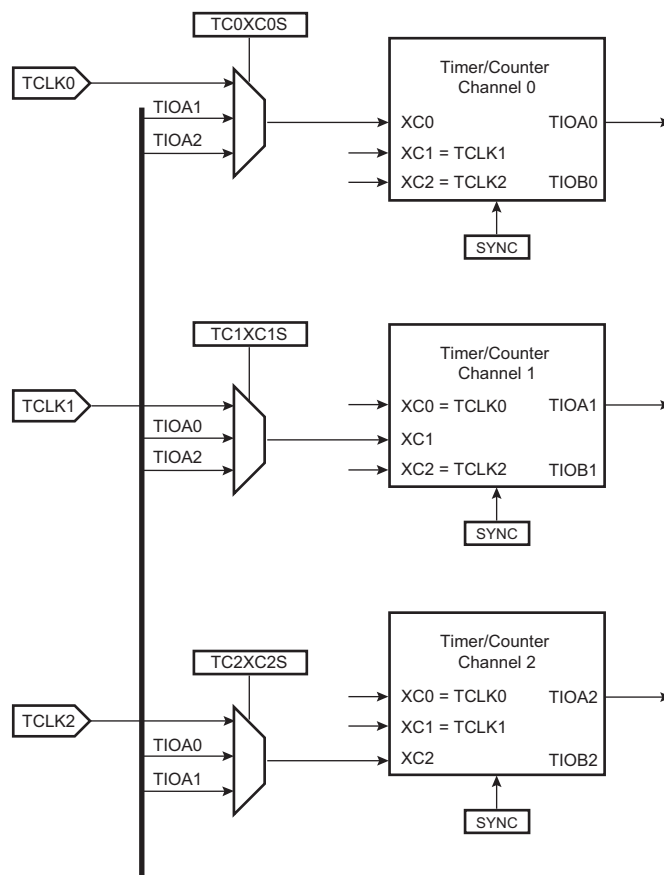 TC0XC0S
TCLK0
TIOA1
TIOA2
Timer/Counter
Channel 0
XC0
TIOA0
XC1 = TCLK1
XC2 = TCLK2
TIOB0
SYNC
TC1XC1S
TCLK1
TIOA0
TIOA2
Timer/Counter
Channel 1
XC0 = TCLK0
TIOA1
XC1
XC2 = TCLK2
TIOB1
SYNC
TC2XC2S
TCLK2
TIOA0
TIOA1
Timer/Counter
Channel 2
XC0 = TCLK0
TIOA2
XC1 = TCLK1
XC2
TIOB2
SYNC